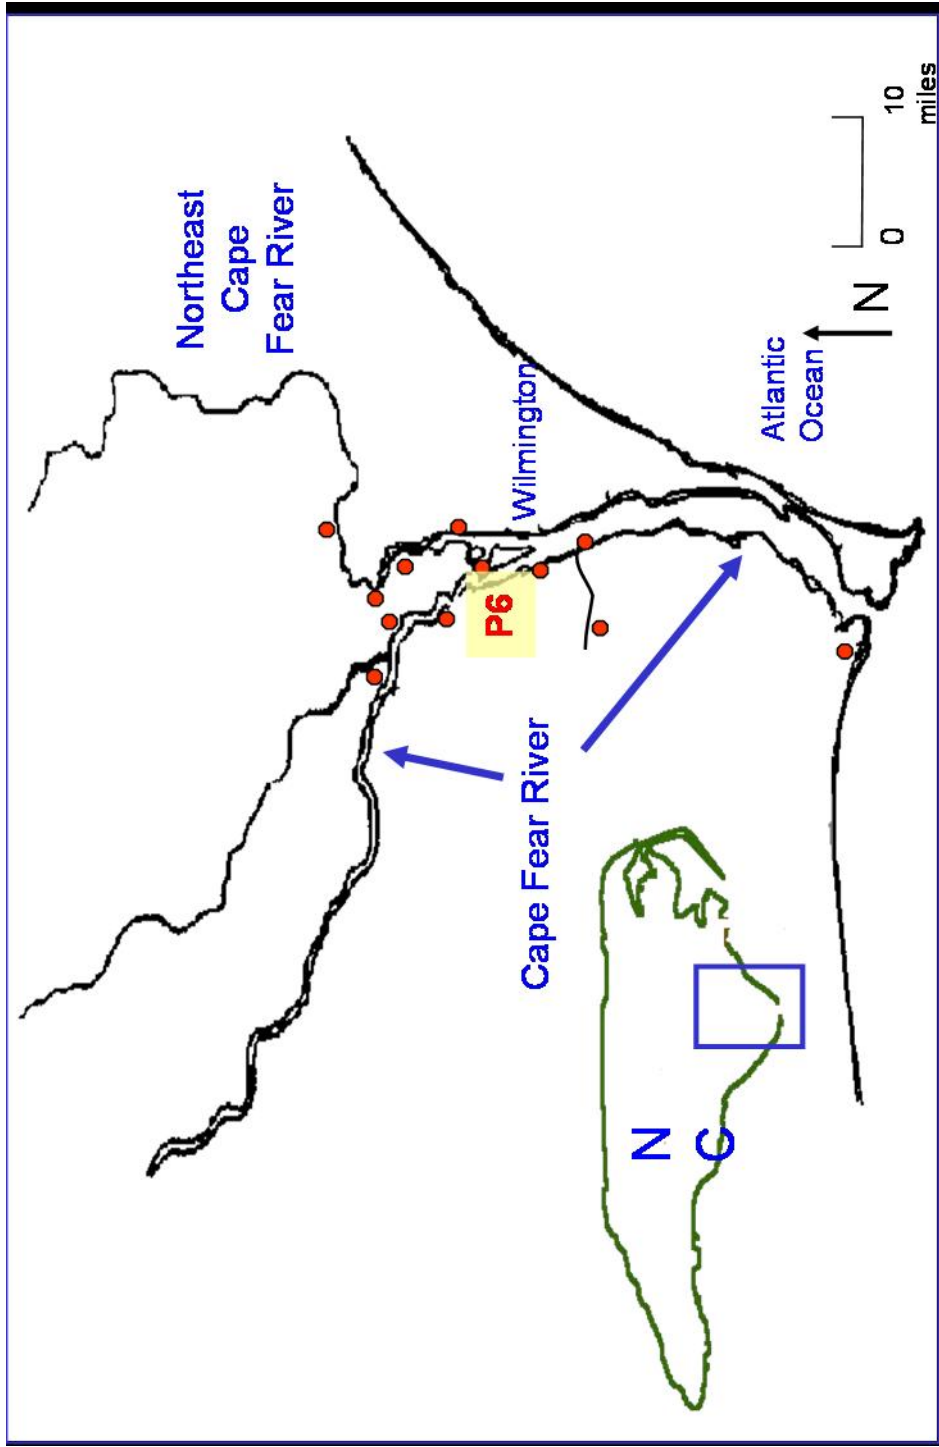 Northeast
Cape
Fear River
Wilmington
P6
Cape Fear River
Atlantic
Ocean
N
0
10
miles
N
C